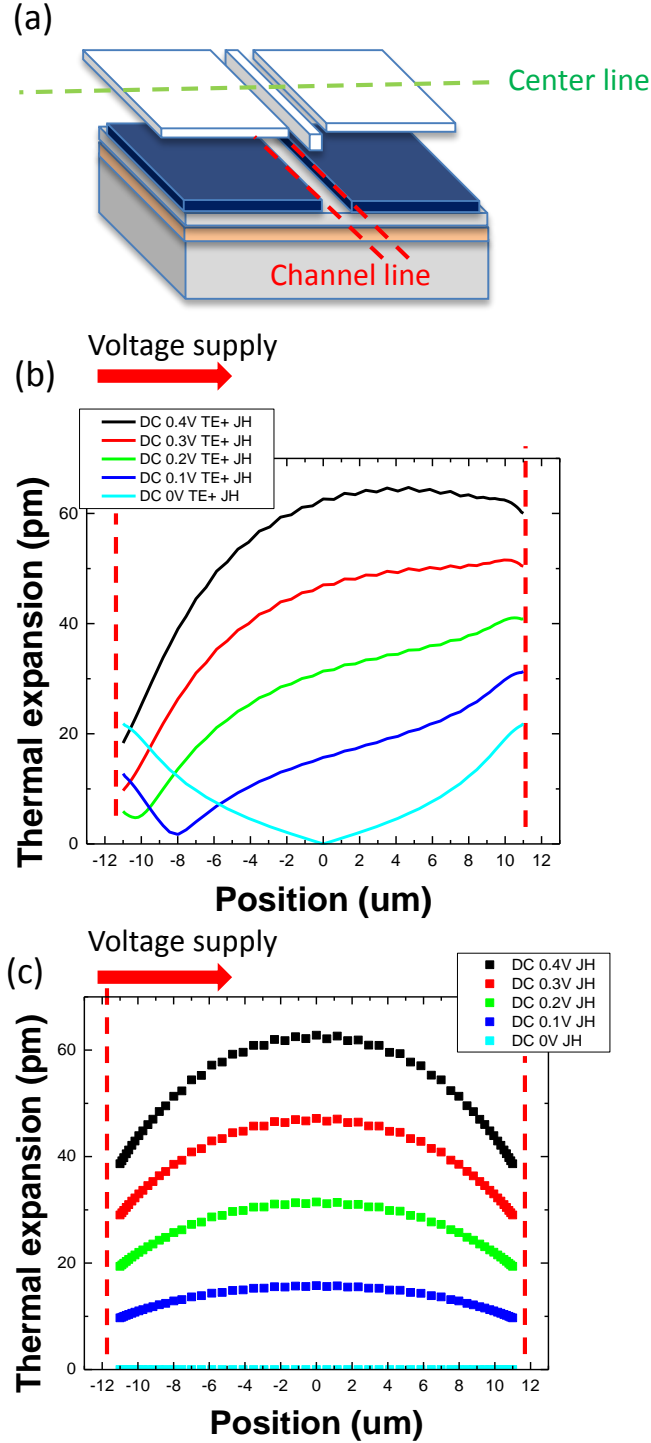 (a)
Center line
Channel line
Voltage supply
(b)
DC 0.4V TE+ JH
DC 0.3V TE+ JH
DC 0.2V TE+ JH
DC 0.1V TE+ JH
DC 0V TE+ JH
Thermal expansion (pm)
60
40
20
0
-12 -10 -8 -6 -4 -2 0 2 4 6 8 10 12
Position (um)
Voltage supply
(c)
DC 0.4V JH
DC 0.3V JH
DC 0.2V JH
DC 0.1V JH
DC 0V JH
Thermal expansion (pm)
60
40
20
0
-12 -10 -8 -6 -4 -2 0 2 4 6 8 10 12
Position (um)